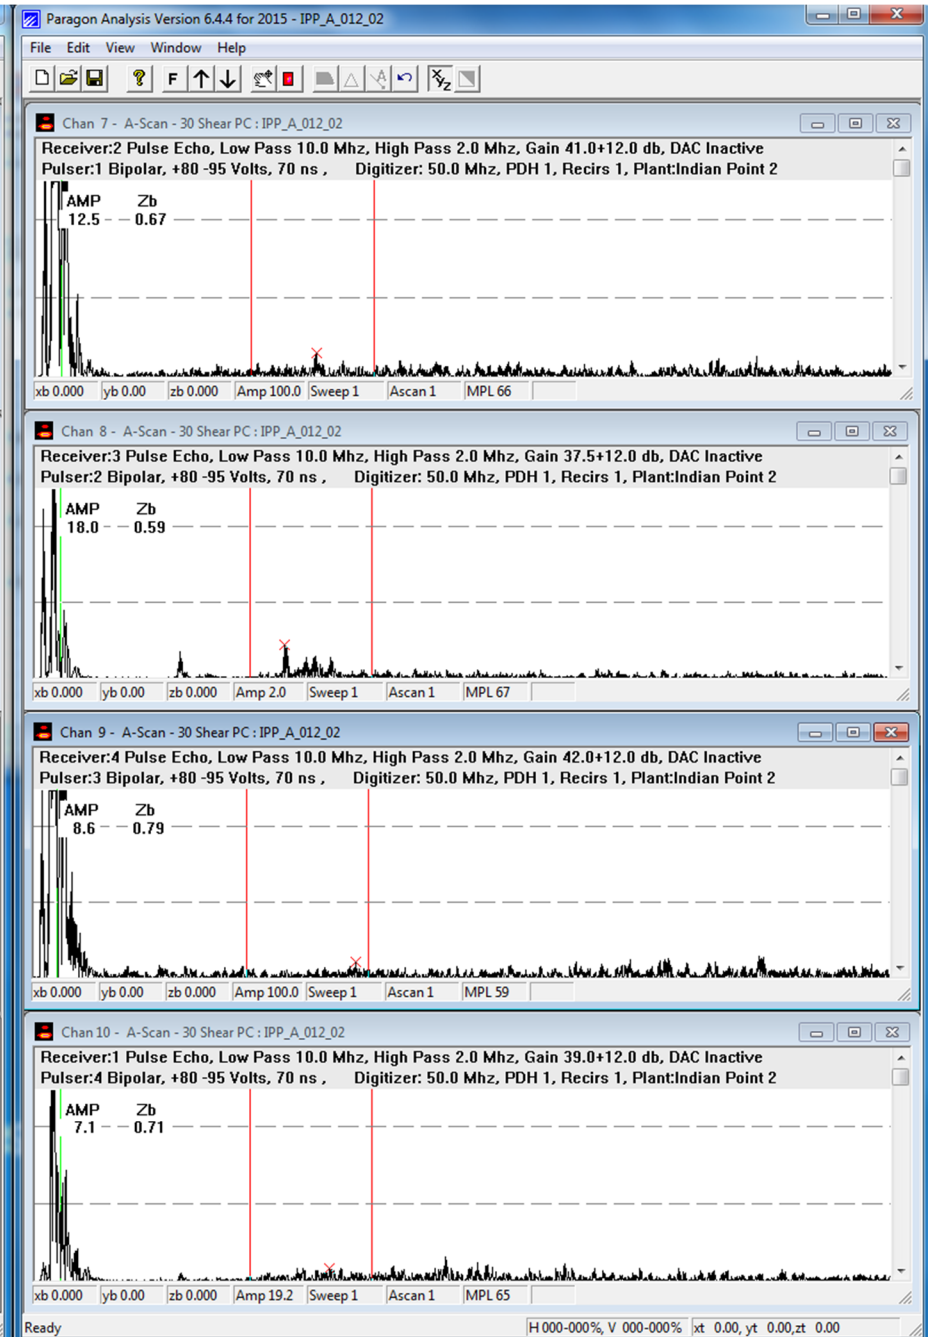 Paragon Analysis Version 6.4.4 for 2015 - IPP_A_012_02
File Edit View Window Help
F
Chan 7 - A-Scan - 30 Shear PC : IPP_A_012_02
Receiver:2 Pulse Echo, Low Pass 10.0 Mhz, High Pass 2.0 Mhz, Gain 41.0+12.0 db, DAC Inactive
Pulser:1 Bipolar, +80 -95 Volts, 70 ns , Digitizer: 50.0 Mhz, PDH 1, Recirs 1, Plant:Indian Point 2
AMP Zb
12.5 0.67
xb 0.000 yb 0.00 zb 0.000 Amp 100.0 Sweep 1 Ascan 1 MPL 66
Chan 8 - A-Scan - 30 Shear PC : IPP_A_012_02
Receiver:3 Pulse Echo, Low Pass 10.0 Mhz, High Pass 2.0 Mhz, Gain 37.5+12.0 db, DAC Inactive
Pulser:2 Bipolar, +80 -95 Volts, 70 ns , Digitizer: 50.0 Mhz, PDH 1, Recirs 1, Plant:Indian Point 2
AMP Zb
18.0 0.59
xb 0.000 yb 0.00 zb 0.000 Amp 2.0 Sweep 1 Ascan 1 MPL 67
Chan 9 - A-Scan - 30 Shear PC : IPP_A_012_02
Receiver:4 Pulse Echo, Low Pass 10.0 Mhz, High Pass 2.0 Mhz, Gain 42.0+12.0 db, DAC Inactive
Pulser:3 Bipolar, +80 -95 Volts, 70 ns , Digitizer: 50.0 Mhz, PDH 1, Recirs 1, Plant:Indian Point 2
AMP Zb
8.6 0.79
xb 0.000 yb 0.00 zb 0.000 Amp 100.0 Sweep 1 Ascan 1 MPL 59
Chan 10 - A-Scan - 30 Shear PC : IPP_A_012_02
Receiver:1 Pulse Echo, Low Pass 10.0 Mhz, High Pass 2.0 Mhz, Gain 39.0+12.0 db, DAC Inactive
Pulser:4 Bipolar, +80 -95 Volts, 70 ns , Digitizer: 50.0 Mhz, PDH 1, Recirs 1, Plant:Indian Point 2
AMP Zb
7.1 0.71
xb 0.000 yb 0.00 zb 0.000 Amp 19.2 Sweep 1 Ascan 1 MPL 65
Ready H 000-000%, V 000-000% xt 0.00, yt 0.00,zt 0.00